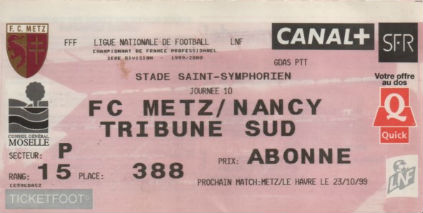 F.C. METZ
FFF LIGUE NATIONALE DE FOOTBALL LNF
CHAMPIONNAT DE FRANCE PROFESSIONNEL
1ERE DIVISION - 1999/2000
GDAS PTT
CANAL+
SFR
STADE SAINT-SYMPHORIEN
JOURNEE 10
Votre offre
au dos
FC METZ/NANCY
TRIBUNE SUD
Quick
CONSEIL GÉNÉRAL
MOSELLE
SECTEUR: P
PRIX: ABONNE
RANG: 15 PLACE: 388
PROCHAIN MATCH:METZ/LE HAVRE LE 23/10/99
LNF
TICKETFOOT